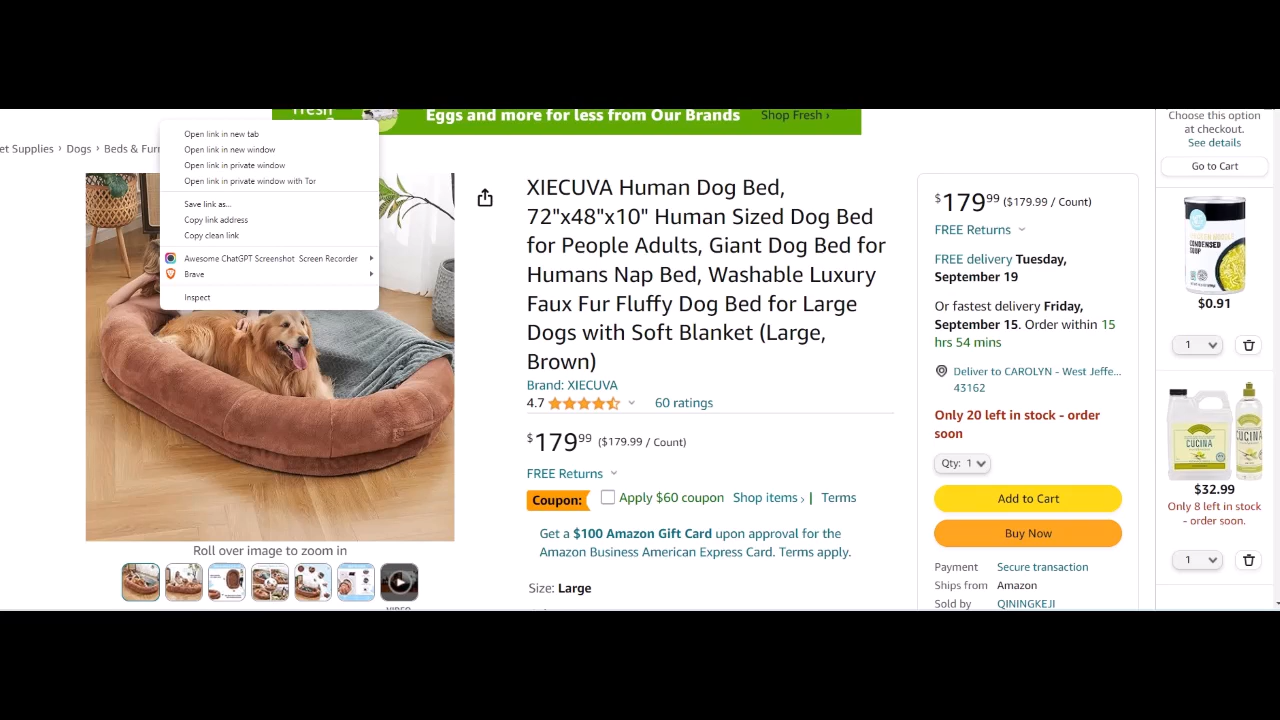 Fresh
Eggs and more for less from Our Brands
Shop Fresh ›
et Supplies › Dogs › Beds & Furn
Open link in new tab
Open link in new window
Open link in private window
Open link in private window with Tor
Save link as...
Copy link address
Copy clean link
Awesome ChatGPT Screenshot Screen Recorder
Brave
Inspect
Roll over image to zoom in
VIDEO
XIECUVA Human Dog Bed,
72"x48"x10" Human Sized Dog Bed
for People Adults, Giant Dog Bed for
Humans Nap Bed, Washable Luxury
Faux Fur Fluffy Dog Bed for Large
Dogs with Soft Blanket (Large,
Brown)
Brand: XIECUVA
4.7 60 ratings
$179.99 ($179.99 / Count)
FREE Returns
Coupon: Apply $60 coupon Shop items › | Terms
Get a $100 Amazon Gift Card upon approval for the
Amazon Business American Express Card. Terms apply.
Size: Large
$179.99 ($179.99 / Count)
FREE Returns
FREE delivery Tuesday,
September 19
Or fastest delivery Friday,
September 15. Order within 15
hrs 54 mins
Deliver to CAROLYN - West Jeffe...
43162
Only 20 left in stock - order
soon
Qty: 1
Add to Cart
Buy Now
Payment Secure transaction
Ships from Amazon
Sold by QININGKEJI
Choose this option
at checkout.
See details
Go to Cart
CONDENSED
SOUP
$0.91
1
CUCINA
CUCINA
$32.99
Only 8 left in stock
- order soon.
1